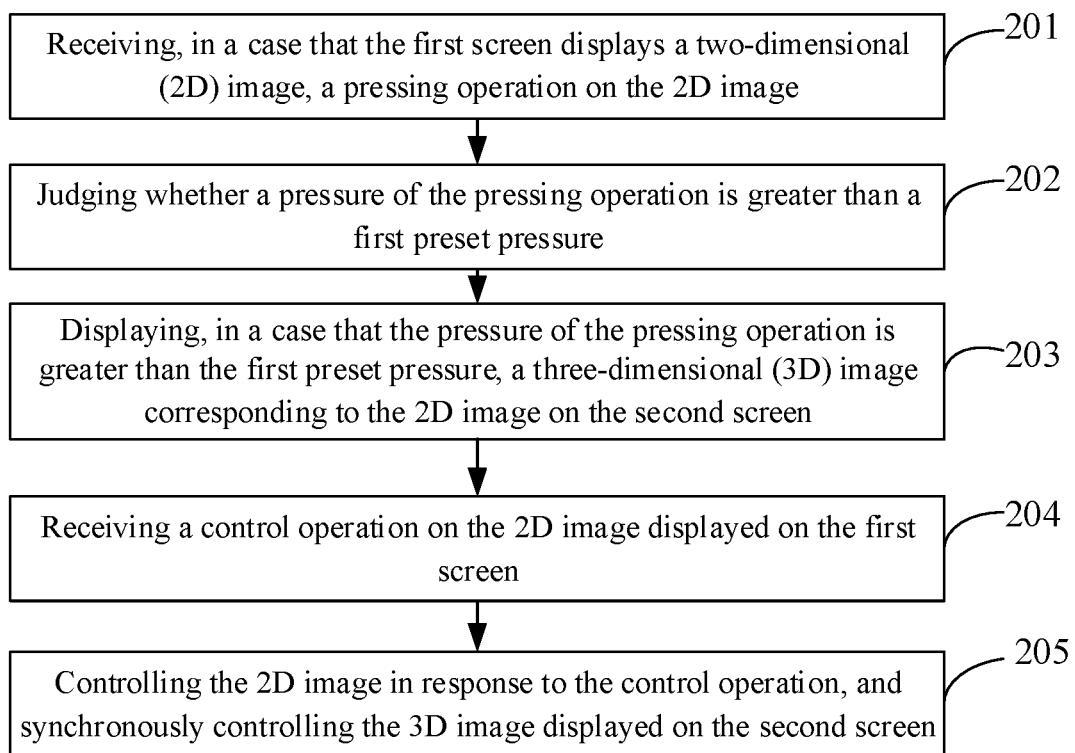 Receiving, in a case that the first screen displays a two-dimensional
(2D) image, a pressing operation on the 2D image
201
Judging whether a pressure of the pressing operation is greater than a
first preset pressure
202
Displaying, in a case that the pressure of the pressing operation is
greater than the first preset pressure, a three-dimensional (3D) image
corresponding to the 2D image on the second screen
203
Receiving a control operation on the 2D image displayed on the first
screen
204
Controlling the 2D image in response to the control operation, and
synchronously controlling the 3D image displayed on the second screen
205